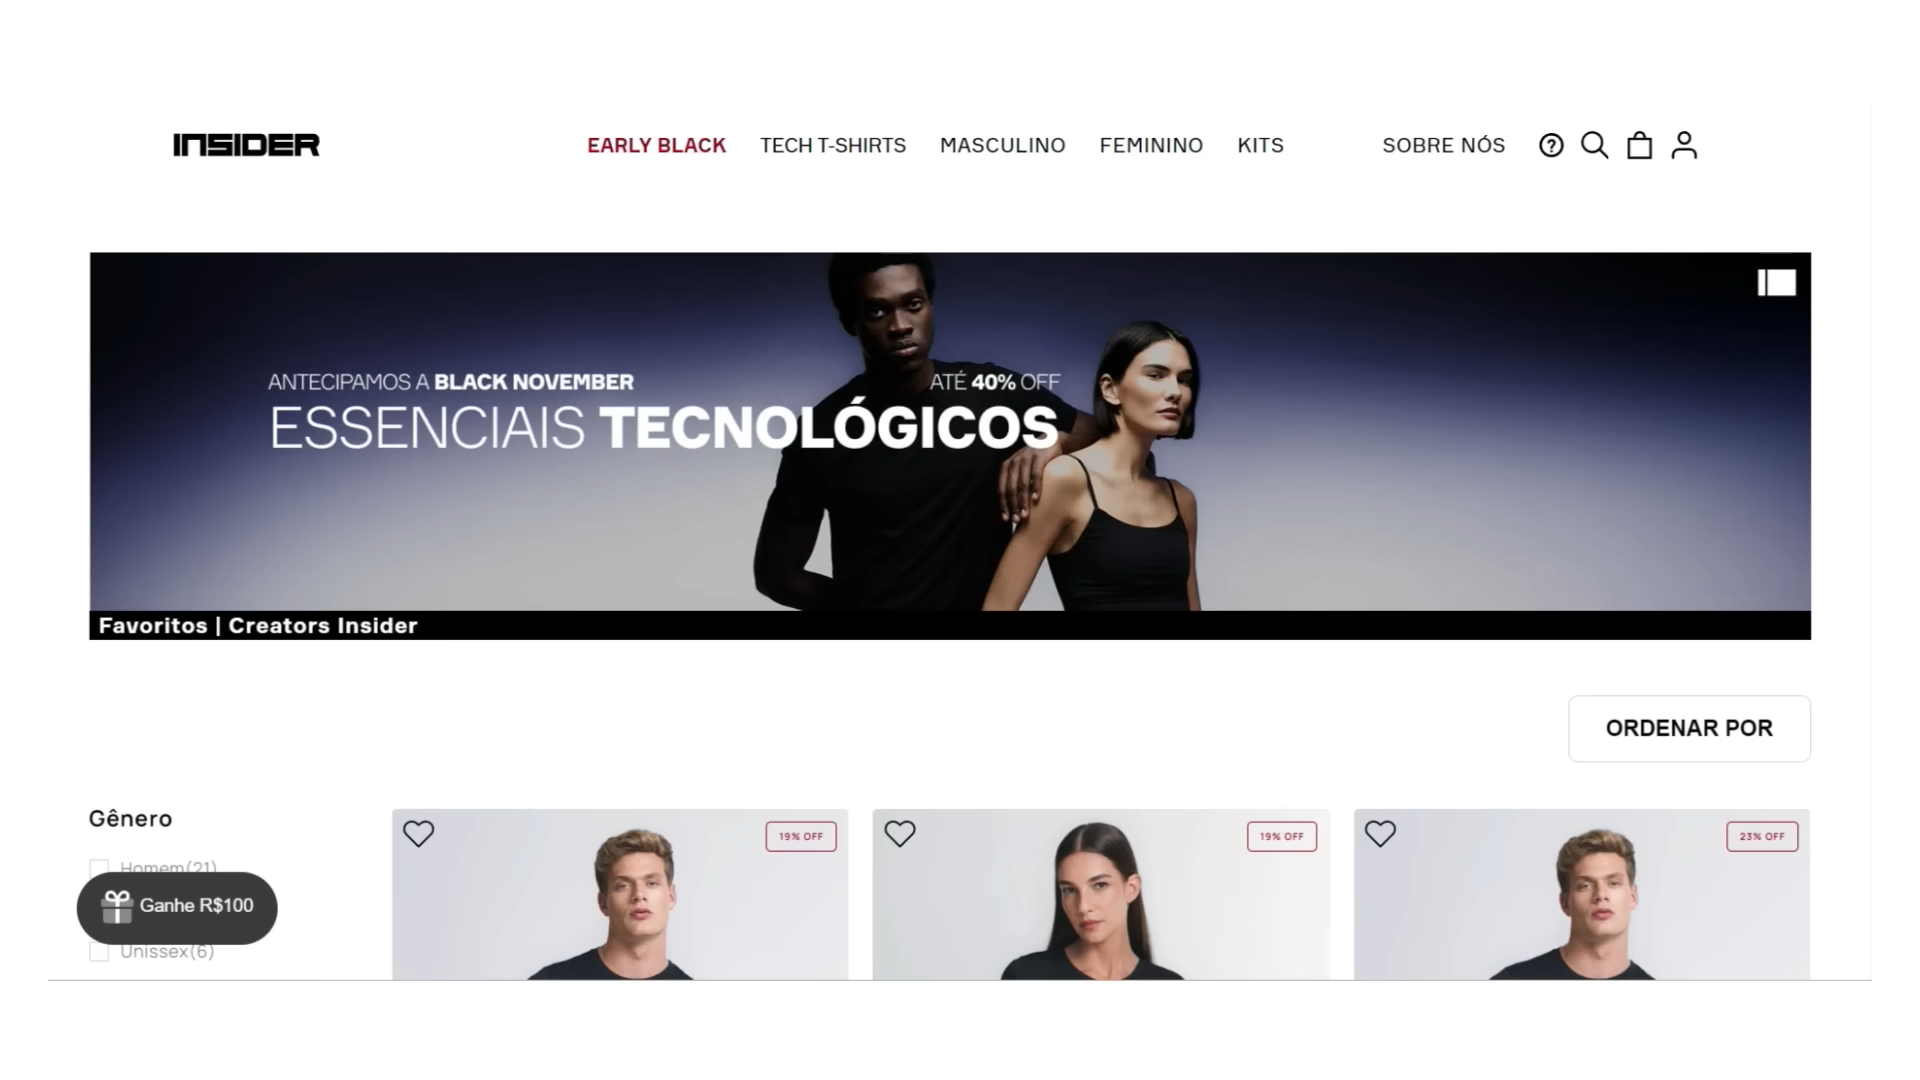 INSIDER
EARLY BLACK TECH T-SHIRTS MASCULINO FEMININO KITS SOBRE NÓS
ANTECIPAMOS A BLACK NOVEMBER ATÉ 40% OFF
ESSENCIAIS TECNOLÓGICOS
Favoritos | Creators Insider
ORDENAR POR
Gênero
Homem(21)
Ganhe R$100
Unissex(6)
19% OFF
19% OFF
23% OFF